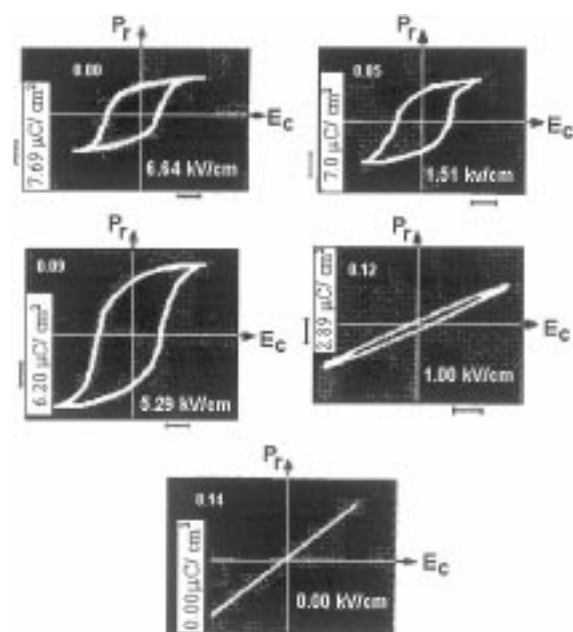 Pr
0.00
7.69 μC/ cm²
Ec
6.64 kV/cm
Pr
0.05
7.0 μC/ cm²
Ec
1.51 kv/cm
Pr
0.09
6.20 μC/ cm²
Ec
5.29 kV/cm
Pr
0.12
2.89 μC/ cm²
Ec
1.00 kV/cm
Pr
0.14
0.00 μC/ cm²
Ec
0.00 kV/cm